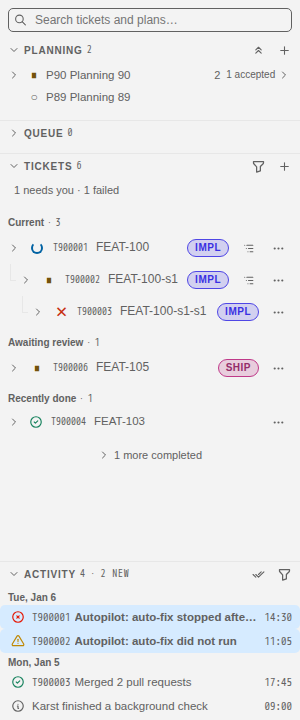 Search tickets and plans…
PLANNING 2
P90 Planning 90 2 1 accepted
P89 Planning 89
QUEUE 0
TICKETS 6
1 needs you · 1 failed
Current · 3
T900001 FEAT-100 IMPL
T900002 FEAT-100-s1 IMPL
T900003 FEAT-100-s1-s1 IMPL
Awaiting review · 1
T900006 FEAT-105 SHIP
Recently done · 1
T900004 FEAT-103
1 more completed
ACTIVITY 4 · 2 NEW
Tue, Jan 6
T900001 Autopilot: auto-fix stopped afte… 14:30
T900002 Autopilot: auto-fix did not run 11:05
Mon, Jan 5
T900003 Merged 2 pull requests 17:45
Karst finished a background check 09:00